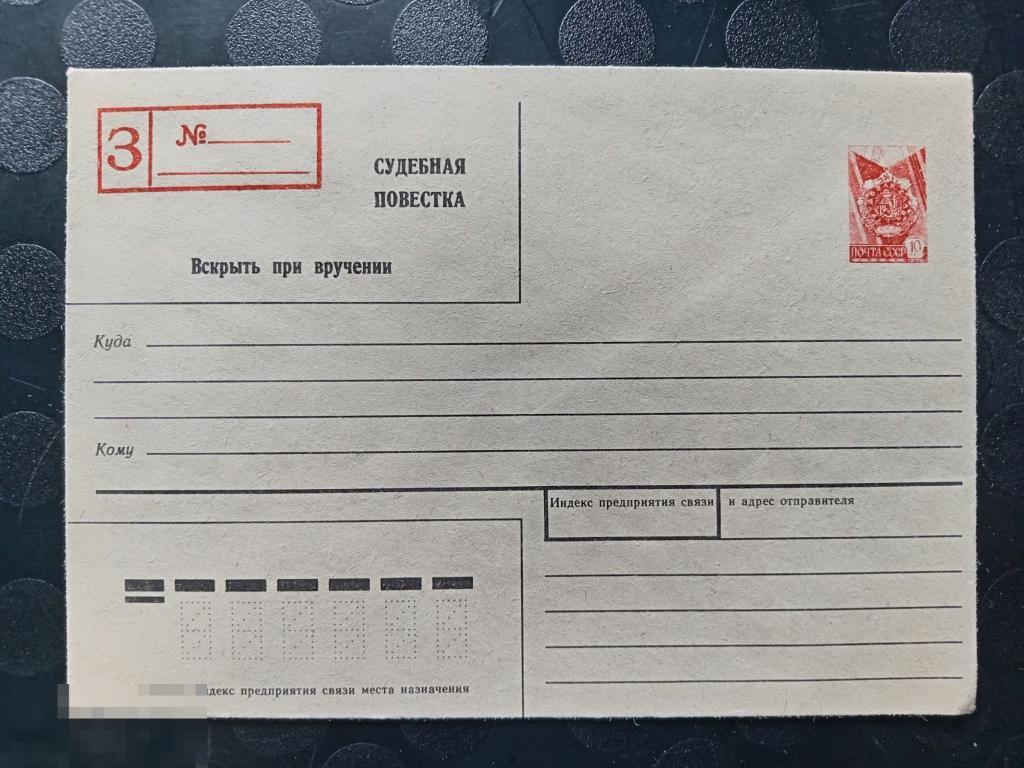 З
№
СУДЕБНАЯ
ПОВЕСТКА
Вскрыть при вручении
ПОЧТА СССР 10
Куда
Кому
Индекс предприятия связи и адрес отправителя
предприятия связи места назначения